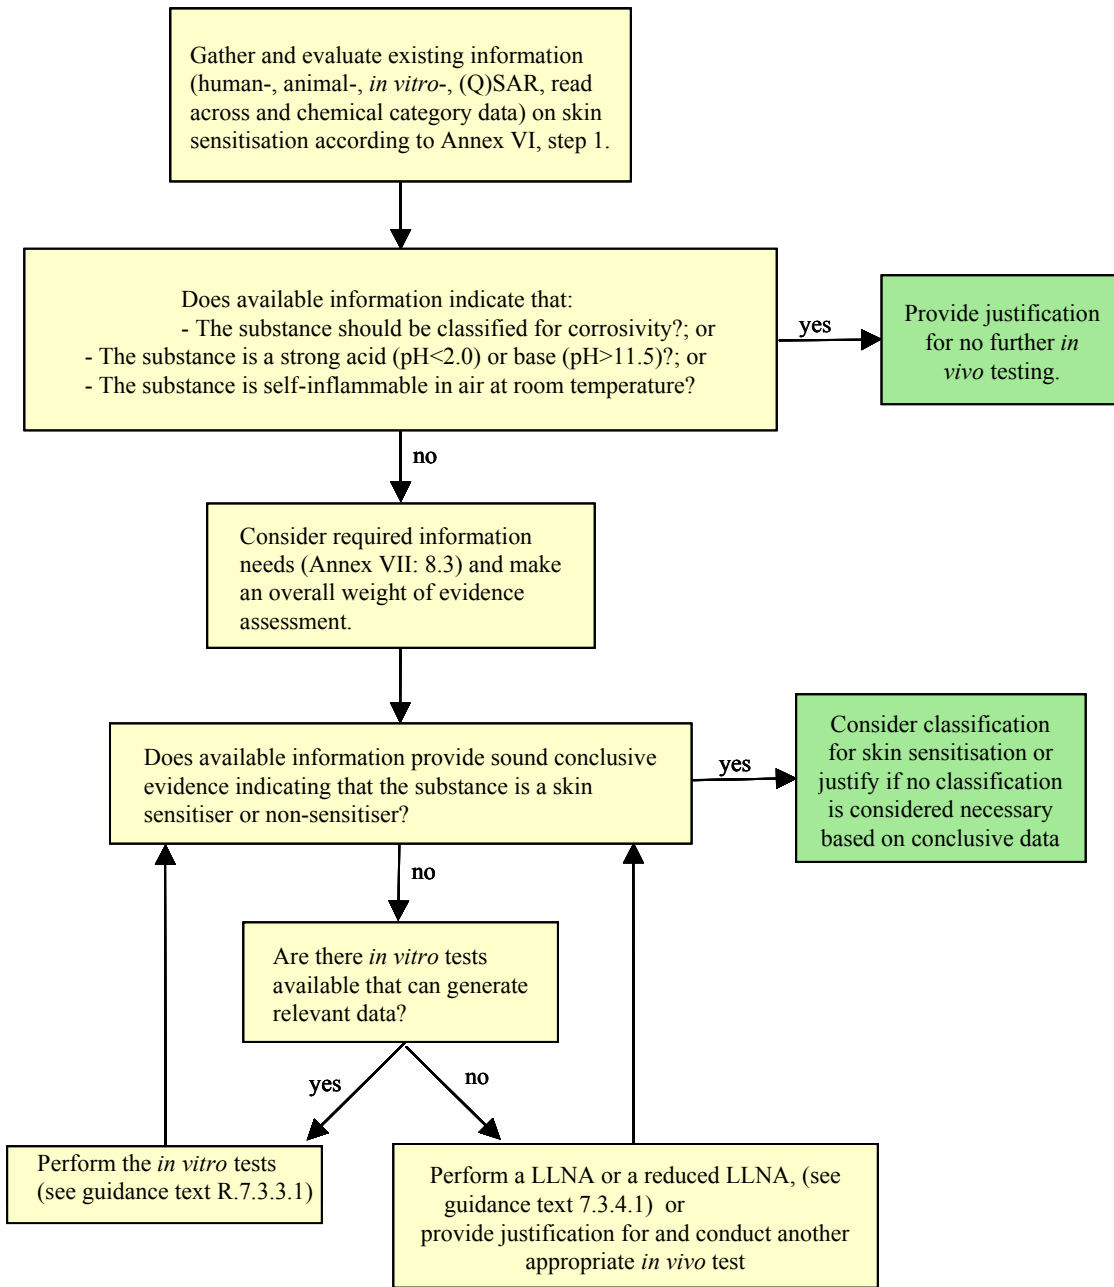 Gather and evaluate existing information
(human-, animal-, in vitro-, (Q)SAR, read
across and chemical category data) on skin
sensitisation according to Annex VI, step 1.
Does available information indicate that:
- The substance should be classified for corrosivity?; or
- The substance is a strong acid (pH<2.0) or base (pH>11.5)?; or
- The substance is self-inflammable in air at room temperature?
yes
Provide justification
for no further in
vivo testing.
no
Consider required information
needs (Annex VII: 8.3) and make
an overall weight of evidence
assessment.
Does available information provide sound conclusive
evidence indicating that the substance is a skin
sensitiser or non-sensitiser?
yes
Consider classification
for skin sensitisation or
justify if no classification
is considered necessary
based on conclusive data
no
Are there in vitro tests
available that can generate
relevant data?
yes
no
Perform the in vitro tests
(see guidance text R.7.3.3.1)
Perform a LLNA or a reduced LLNA, (see
guidance text 7.3.4.1) or
provide justification for and conduct another
appropriate in vivo test